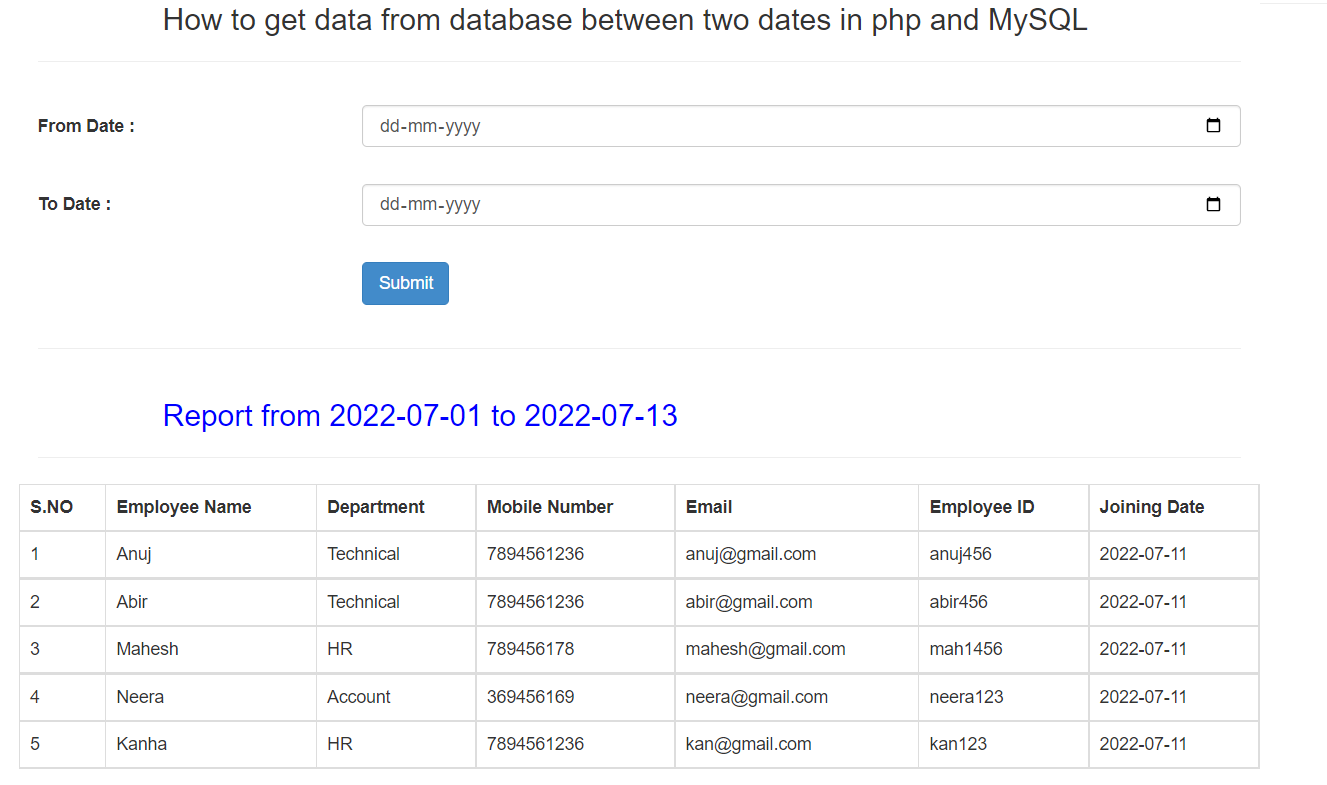 How to get data from database between two dates in php and MySQL
From Date :
dd-mm-yyyy
To Date :
dd-mm-yyyy
Submit
Report from 2022-07-01 to 2022-07-13
S.NO Employee Name Department Mobile Number Email Employee ID Joining Date
1 Anuj Technical 7894561236 anuj@gmail.com anuj456 2022-07-11
2 Abir Technical 7894561236 abir@gmail.com abir456 2022-07-11
3 Mahesh HR 789456178 mahesh@gmail.com mah1456 2022-07-11
4 Neera Account 369456169 neera@gmail.com neera123 2022-07-11
5 Kanha HR 7894561236 kan@gmail.com kan123 2022-07-11